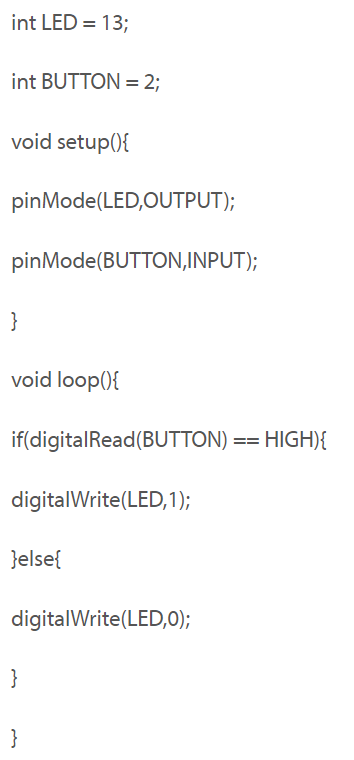 int LED = 13;
int BUTTON = 2;
void setup(){
pinMode(LED,OUTPUT);
pinMode(BUTTON,INPUT);
}
void loop(){
if(digitalRead(BUTTON) == HIGH){
digitalWrite(LED,1);
}else{
digitalWrite(LED,0);
}
}